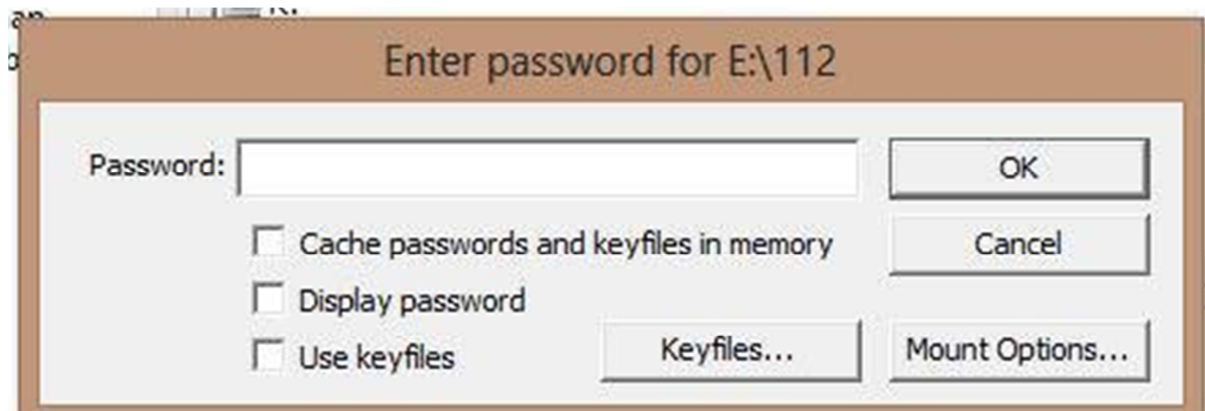 Enter password for E:\112
Password:
OK
Cache passwords and keyfiles in memory
Cancel
Display password
Use keyfiles
Keyfiles...
Mount Options...